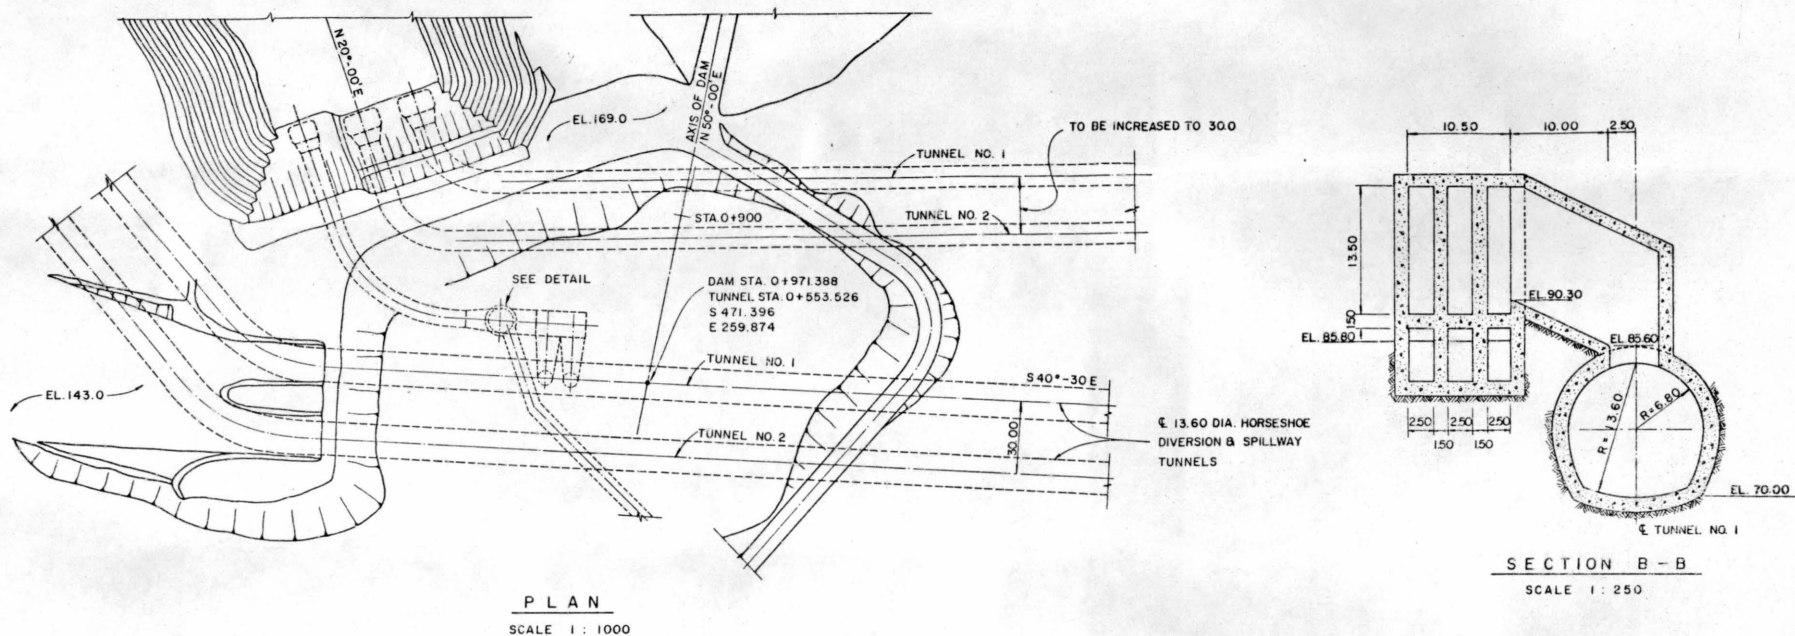 N 20°-00'E.
EL.169.0
AXIS OF DAM
N 50°-00'E
TO BE INCREASED TO 30.0
TUNNEL NO. 1
TUNNEL NO. 2
STA.0+900
SEE DETAIL
DAM STA. 0+971.388
TUNNEL STA. 0+553.526
S 471.396
E 259.874
TUNNEL NO. 1
S 40°-30 E
EL.143.0
TUNNEL NO. 2
30.00
℄ 13.60 DIA. HORSESHOE
DIVERSION & SPILLWAY
TUNNELS
PLAN
SCALE 1 : 1000
10.50
10.00
2.50
13.50
EL.90.30
1.50
EL. 85.80
EL 85.60
R= 13.60
R=6.80
2.50
2.50
2.50
1.50
1.50
EL. 70.00
℄ TUNNEL NO. 1
SECTION B-B
SCALE 1 : 250